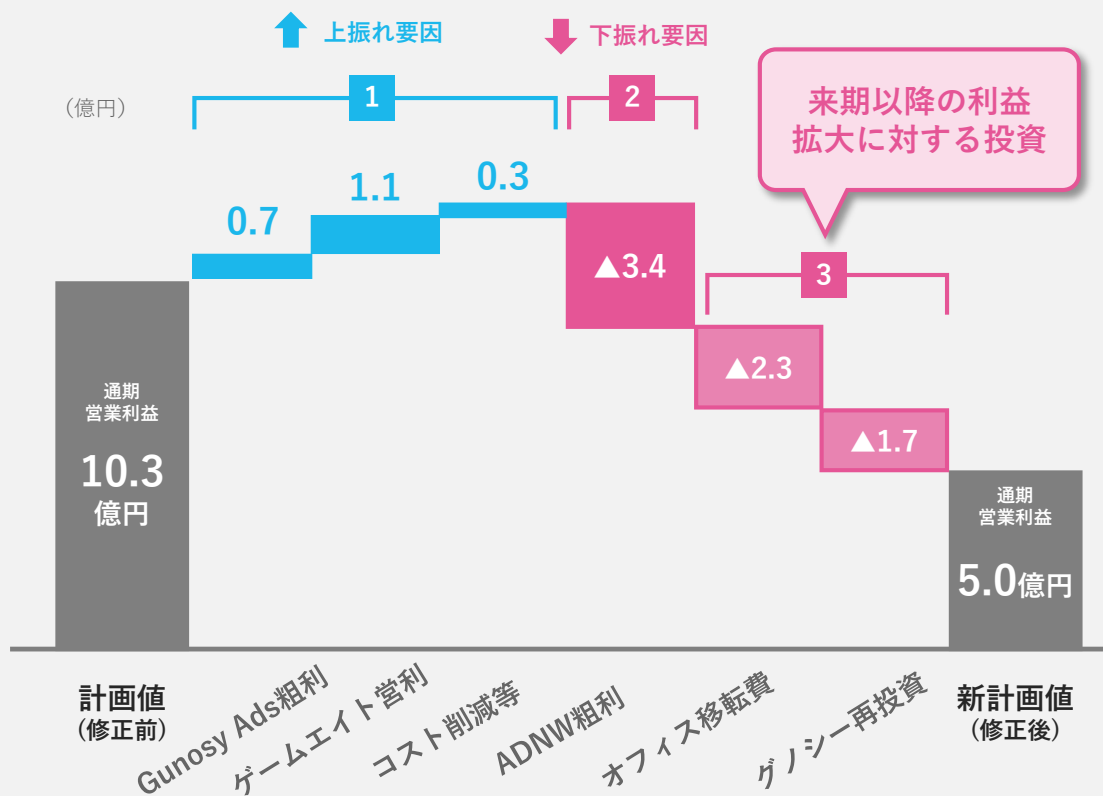 上振れ要因
下振れ要因
（億円）
1
2
来期以降の利益
拡大に対する投資
0.7
1.1
0.3
▲3.4
3
▲2.3
▲1.7
通期
営業利益
10.3
億円
通期
営業利益
5.0億円
計画値
（修正前）
Gunosy Ads粗利
ゲームエイト営利
コスト削減等
ADNW粗利
オフィス移転費
グノシー再投資
新計画値
（修正後）